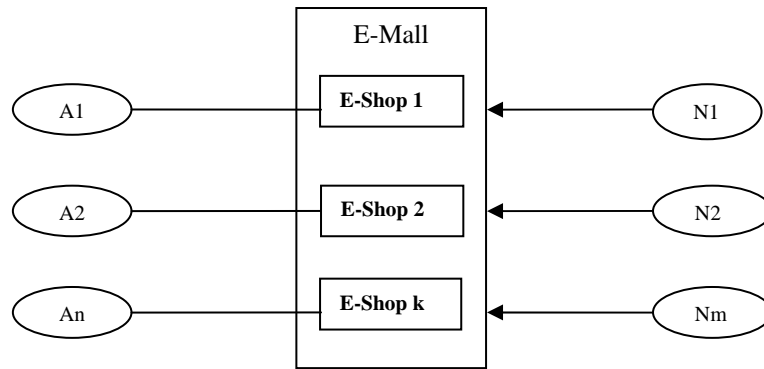 E-Mall
A1
E-Shop 1
N1
A2
E-Shop 2
N2
An
E-Shop k
Nm